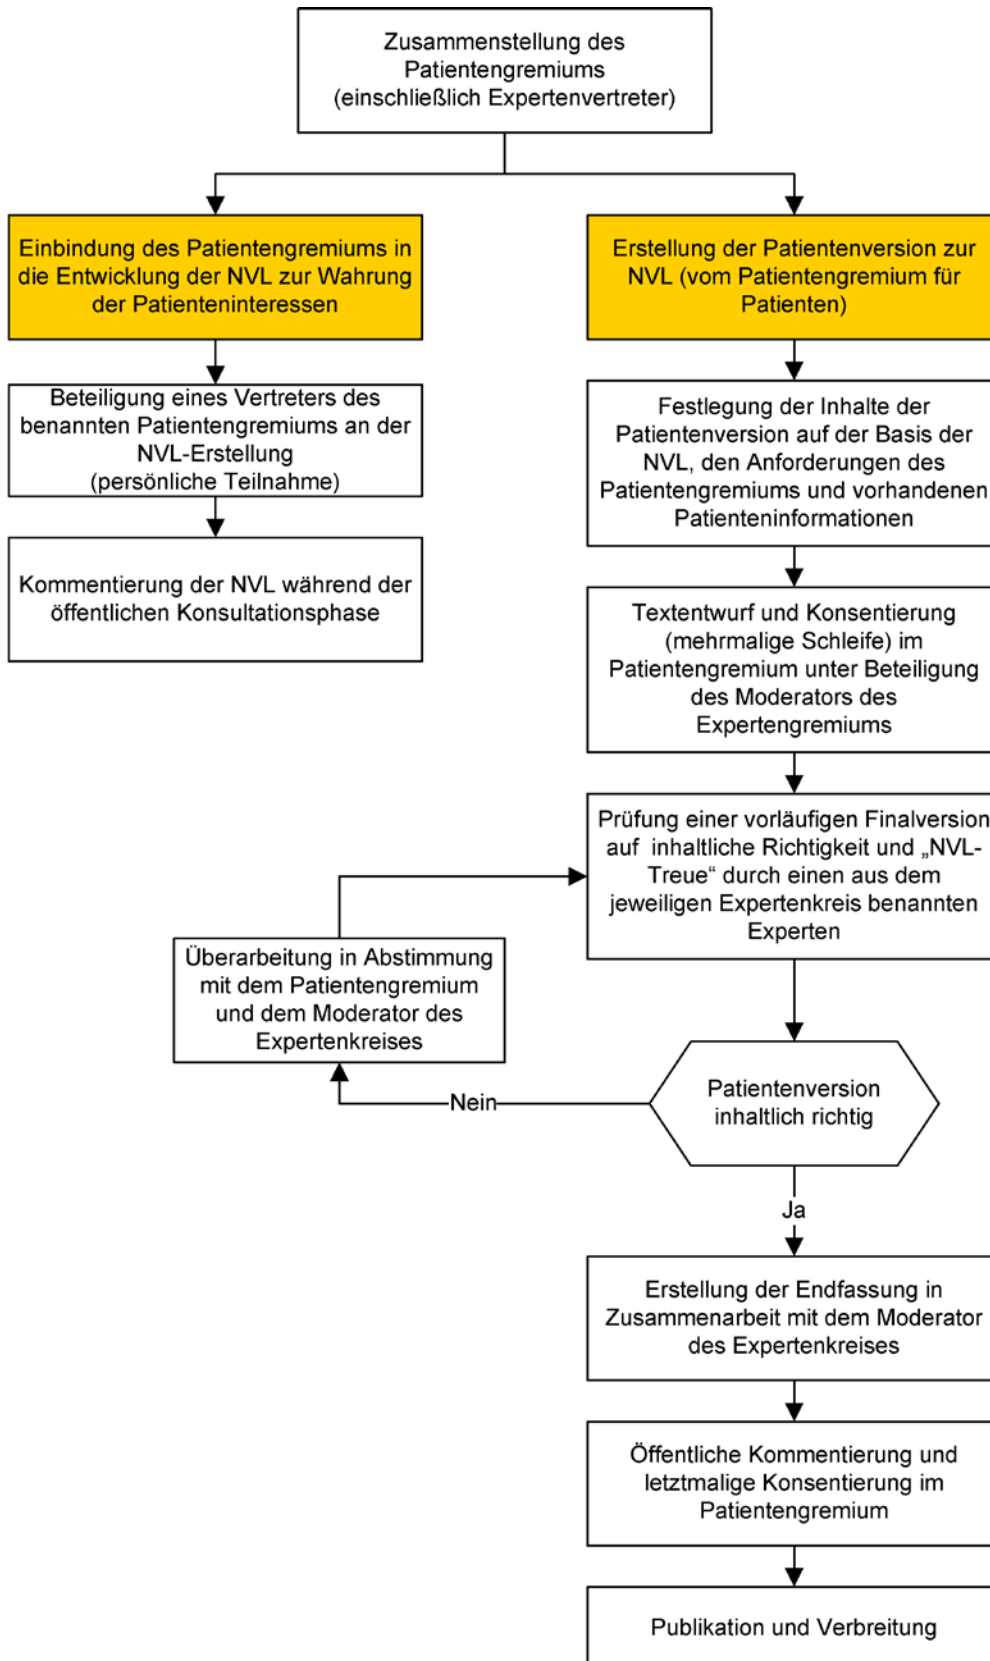 Zusammenstellung des
Patientengremiums
(einschließlich Expertenvertreter)
Einbindung des Patientengremiums in
die Entwicklung der NVL zur Wahrung
der Patienteninteressen
Beteiligung eines Vertreters des
benannten Patientengremiums an der
NVL-Erstellung
(persönliche Teilnahme)
Kommentierung der NVL während der
öffentlichen Konsultationsphase
Erstellung der Patientenversion zur
NVL (vom Patientengremium für
Patienten)
Festlegung der Inhalte der
Patientenversion auf der Basis der
NVL, den Anforderungen des
Patientengremiums und vorhandenen
Patienteninformationen
Textentwurf und Konsentierung
(mehrmalige Schleife) im
Patientengremium unter Beteiligung
des Moderators des
Expertengremiums
Prüfung einer vorläufigen Finalversion
auf inhaltliche Richtigkeit und „NVL-
Treue“ durch einen aus dem
jeweiligen Expertenkreis benannten
Experten
Überarbeitung in Abstimmung
mit dem Patientengremium
und dem Moderator des
Expertenkreises
Patientenversion
inhaltlich richtig
Nein
Ja
Erstellung der Endfassung in
Zusammenarbeit mit dem Moderator
des Expertenkreises
Öffentliche Kommentierung und
letztmalige Konsentierung im
Patientengremium
Publikation und Verbreitung